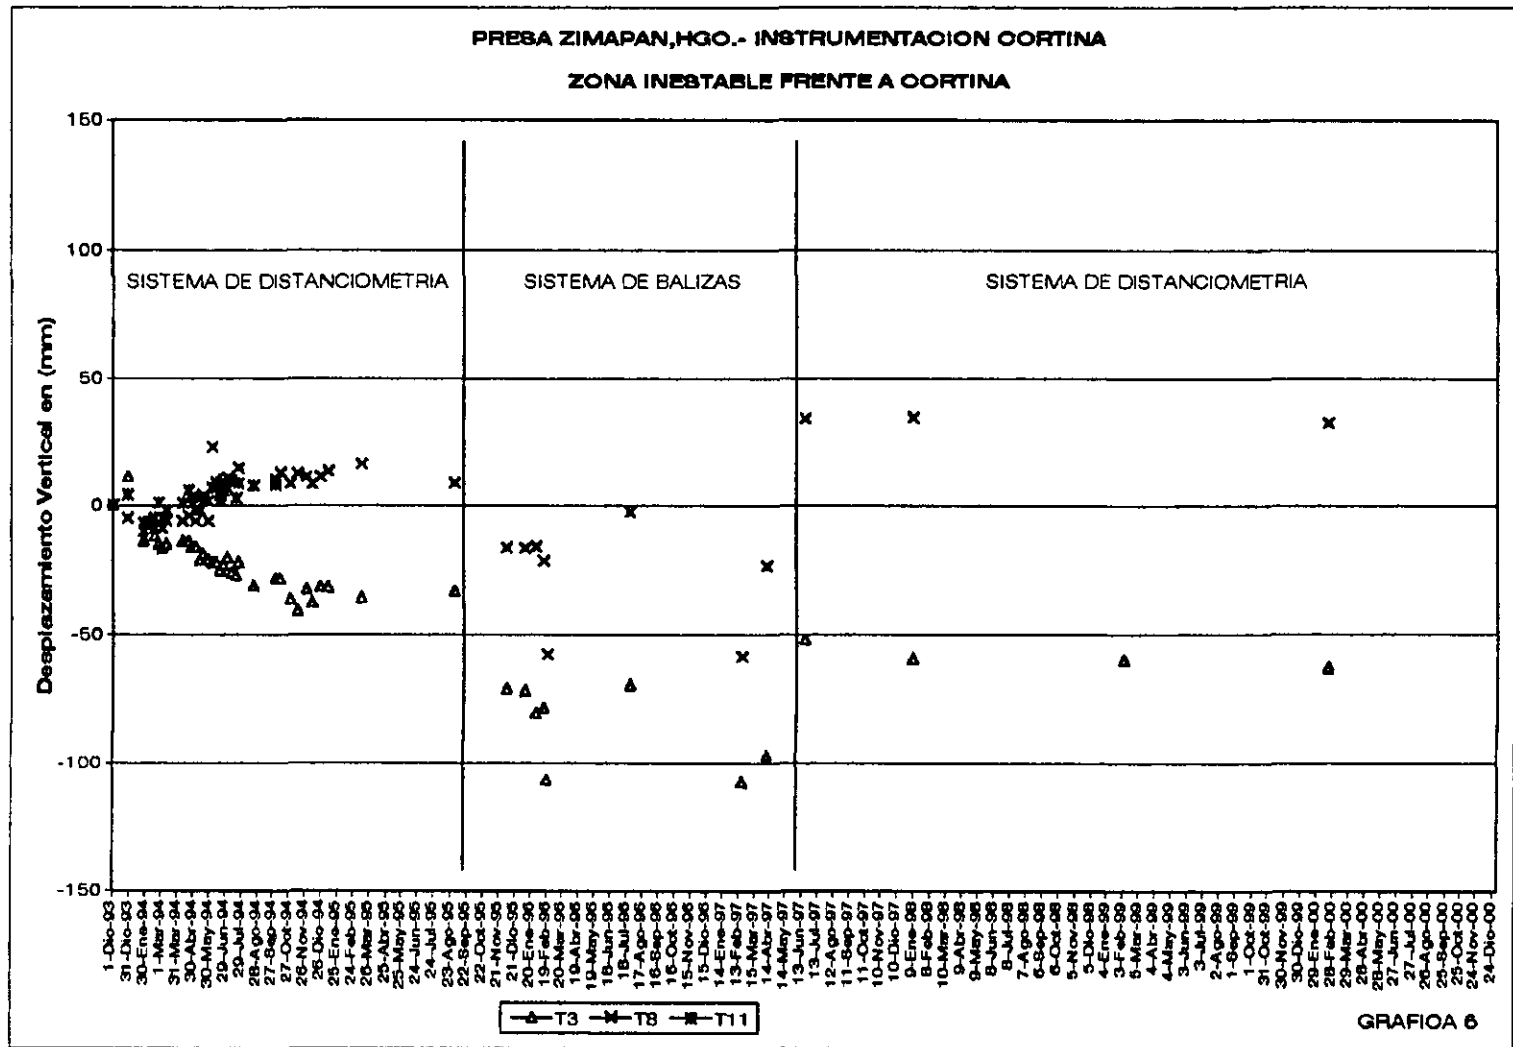 PRESA ZIMAPAN,HGO.- INSTRUMENTACION CORTINA
ZONA INESTABLE FRENTE A CORTINA
Desplazamiento Vertical en (mm)
150
100
50
0
-50
-100
-150
SISTEMA DE DISTANCIOMETRIA
SISTEMA DE BALIZAS
SISTEMA DE DISTANCIOMETRIA
1-Dic-93
31-Dic-93
30-Ene-94
1-Mar-94
31-Mar-94
30-Abr-94
30-May-94
29-Jun-94
29-Jul-94
28-Ago-94
27-Sep-94
27-Oct-94
26-Nov-94
26-Dic-94
25-Ene-95
24-Feb-95
26-Mar-95
25-Abr-95
25-May-95
24-Jun-95
24-Jul-95
23-Ago-95
22-Sep-95
22-Oct-95
21-Nov-95
21-Dic-95
20-Ene-96
19-Feb-96
20-Mar-96
19-Abr-96
19-May-96
18-Jun-96
18-Jul-96
17-Ago-96
16-Sep-96
16-Oct-96
15-Nov-96
15-Dic-96
14-Ene-97
13-Feb-97
15-Mar-97
14-Abr-97
14-May-97
13-Jun-97
13-Jul-97
12-Ago-97
11-Sep-97
11-Oct-97
10-Nov-97
10-Dic-97
9-Ene-98
8-Feb-98
10-Mar-98
9-Abr-98
9-May-98
8-Jun-98
8-Jul-98
7-Ago-98
6-Sep-98
6-Oct-98
5-Nov-98
5-Dic-98
4-Ene-99
3-Feb-99
5-Mar-99
4-Abr-99
4-May-99
3-Jun-99
3-Jul-99
2-Ago-99
1-Sep-99
1-Oct-99
31-Oct-99
30-Nov-99
30-Dic-99
29-Ene-00
28-Feb-00
29-Mar-00
28-Abr-00
28-May-00
27-Jun-00
27-Jul-00
26-Ago-00
25-Sep-00
25-Oct-00
24-Nov-00
24-Dic-00
T3 T8 T11
GRAFICA 6